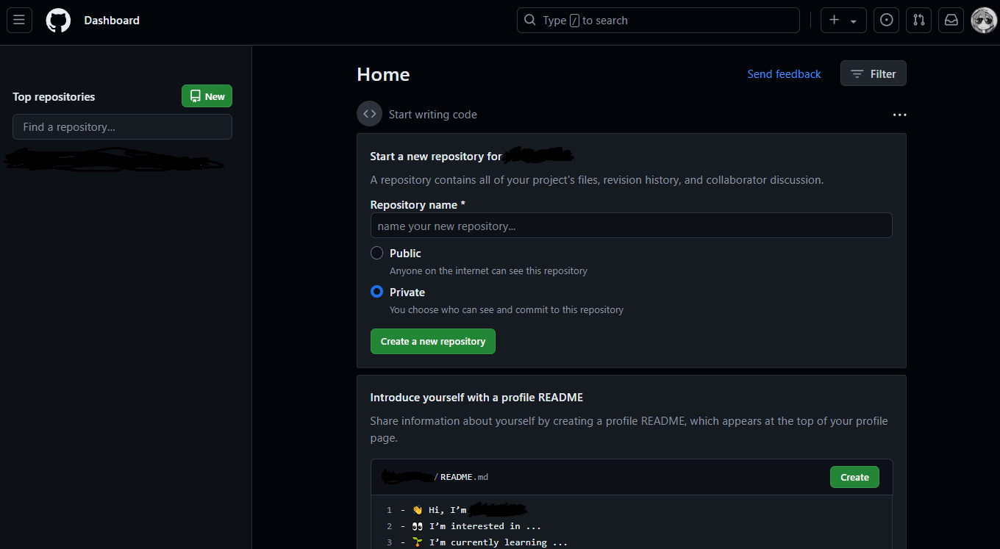 Dashboard
Type / to search
Top repositories
New
Find a repository...
Home
Send feedback
Filter
Start writing code
Start a new repository for
A repository contains all of your project's files, revision history, and collaborator discussion.
Repository name *
name your new repository...
Public
Anyone on the internet can see this repository
Private
You choose who can see and commit to this repository
Create a new repository
Introduce yourself with a profile README
Share information about yourself by creating a profile README, which appears at the top of your profile
page.
/ README.md
Create
1 - 👋 Hi, I’m
2 - 👀 I’m interested in ...
3 - 🌱 I’m currently learning ...